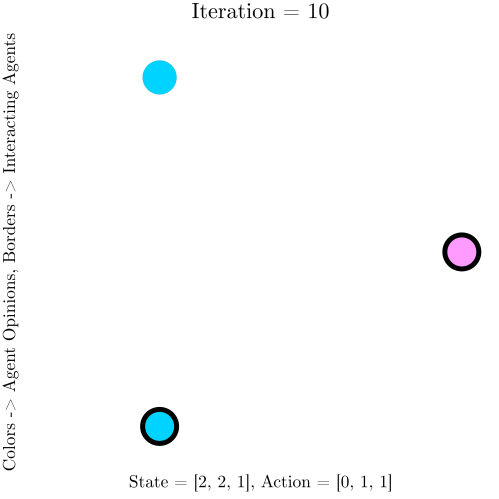 Iteration = 10
Colors -> Agent Opinions, Borders -> Interacting Agents
State = [2, 2, 1], Action = [0, 1, 1]